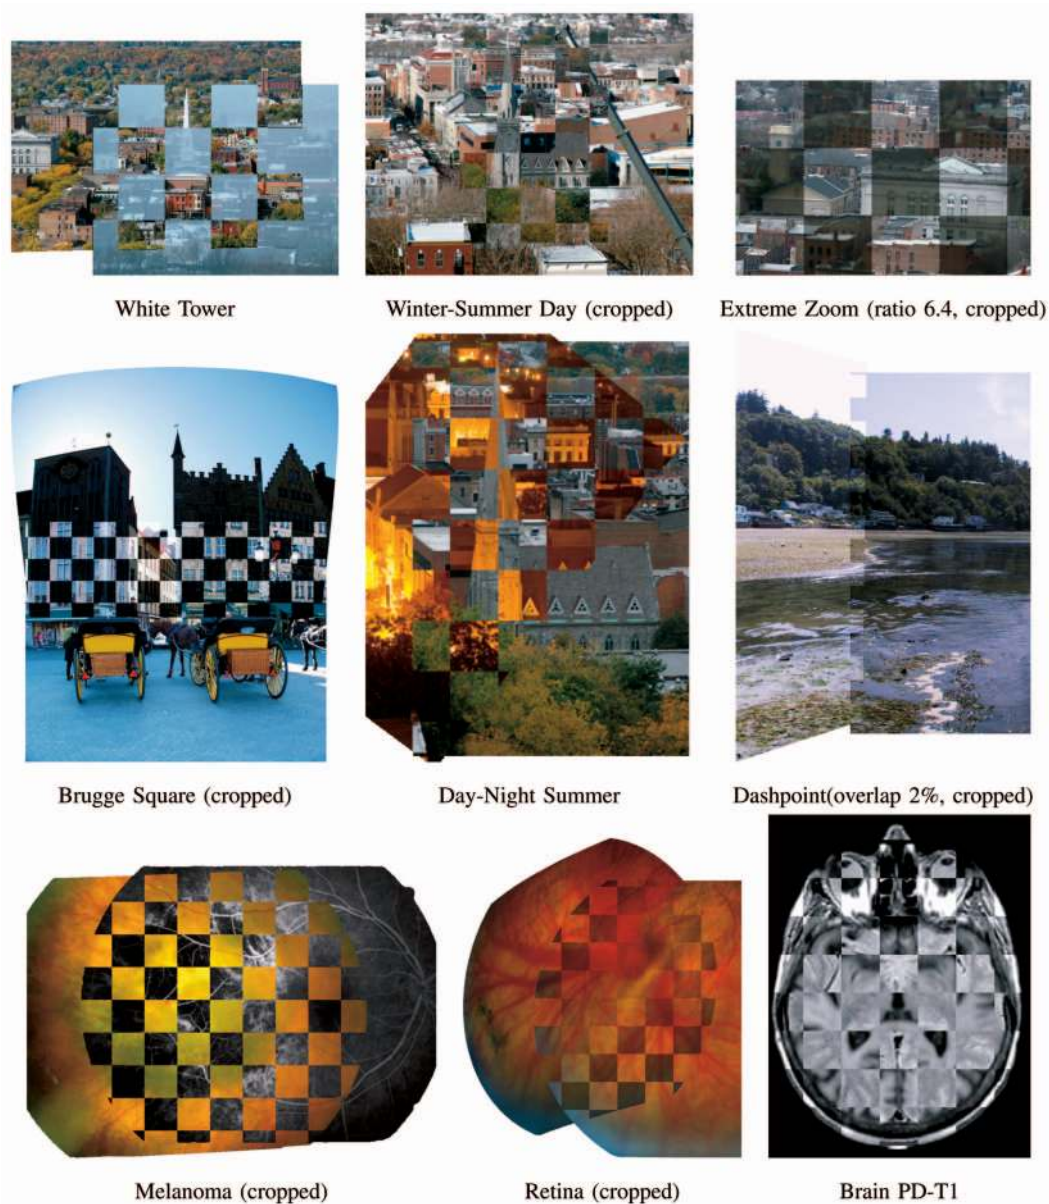 White Tower
Winter-Summer Day (cropped)
Extreme Zoom (ratio 6.4, cropped)
Brugge Square (cropped)
Day-Night Summer
Dashpoint(overlap 2%, cropped)
Melanoma (cropped)
Retina (cropped)
Brain PD-T1